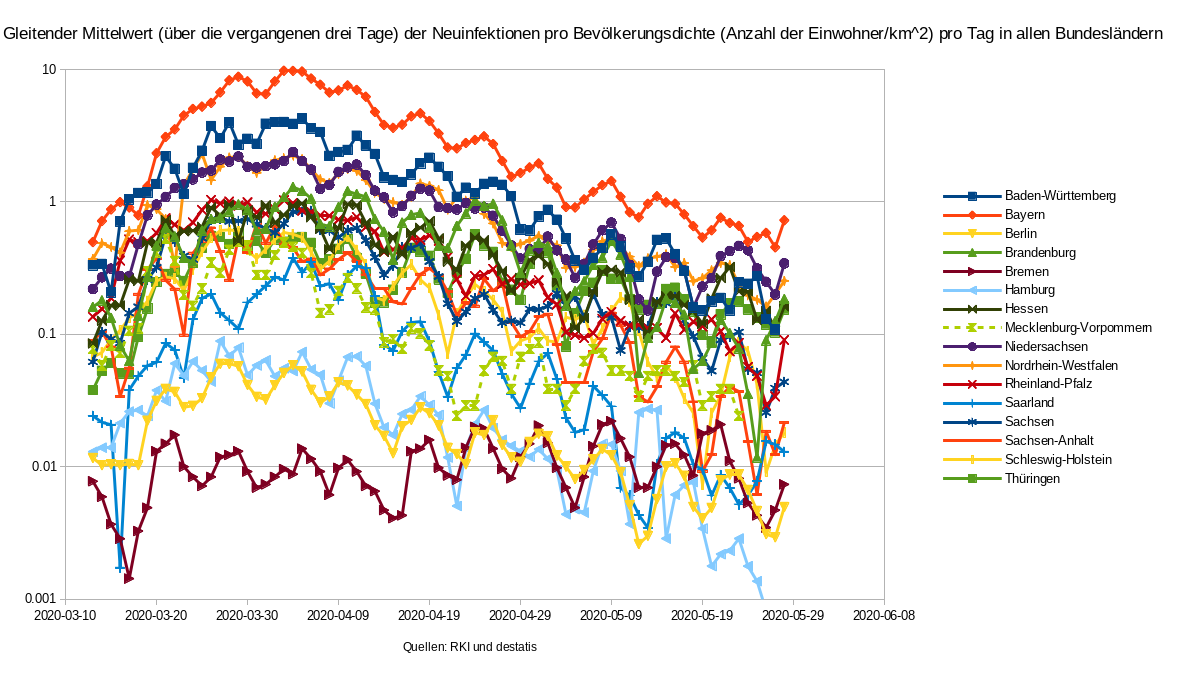 Gleitender Mittelwert (über die vergangenen drei Tage) der Neuinfektionen pro Bevölkerungsdichte (Anzahl der Einwohner/km^2) pro Tag in allen Bundesländern
10
1
0.1
0.01
0.001
2020-03-10 2020-03-20 2020-03-30 2020-04-09 2020-04-19 2020-04-29 2020-05-09 2020-05-19 2020-05-29 2020-06-08
Quellen: RKI und destatis
Baden-Württemberg
Bayern
Berlin
Brandenburg
Bremen
Hamburg
Hessen
Mecklenburg-Vorpommern
Niedersachsen
Nordrhein-Westfalen
Rheinland-Pfalz
Saarland
Sachsen
Sachsen-Anhalt
Schleswig-Holstein
Thüringen